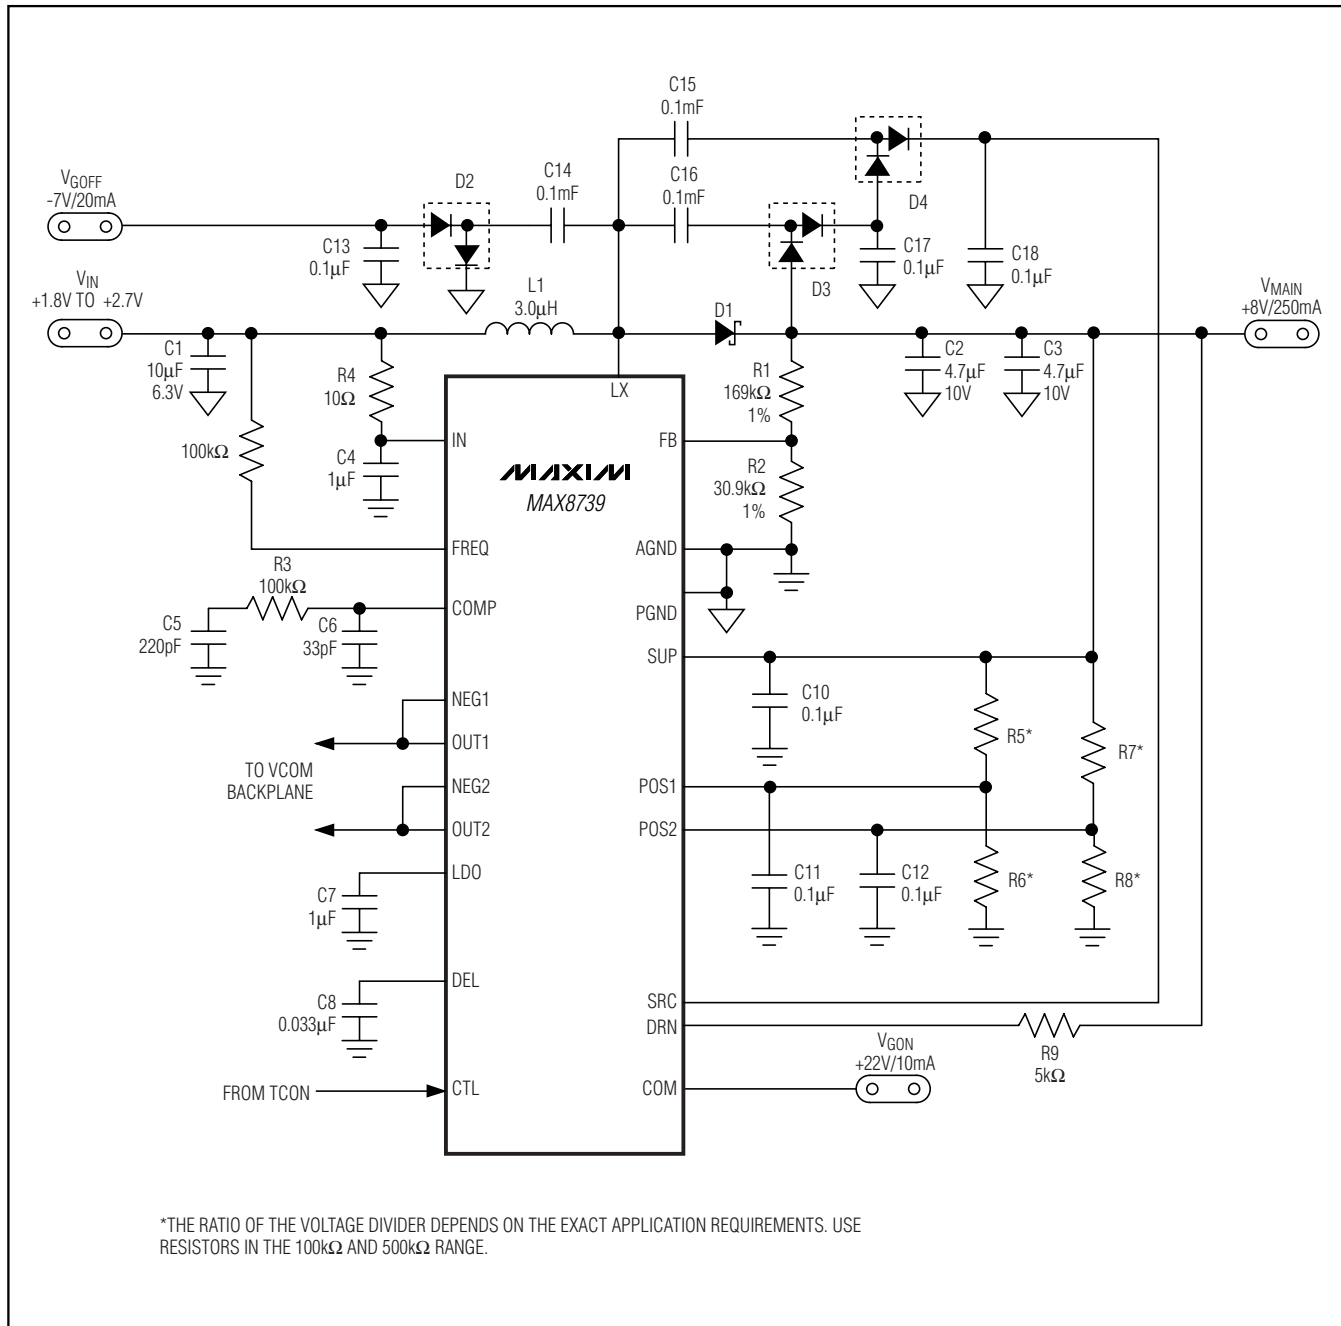 C15
0.1mF
VGOFF
-7V/20mA
D2
C14
0.1mF
C16
0.1mF
D4
C13
0.1µF
C17
0.1µF
C18
0.1µF
VIN
+1.8V TO +2.7V
L1
3.0µH
D1
D3
VMAIN
+8V/250mA
C1
10µF
6.3V
R4
10Ω
LX
R1
169kΩ
1%
C2
4.7µF
10V
C3
4.7µF
10V
100kΩ
IN
FB
C4
1µF
MAXIM
MAX8739
R2
30.9kΩ
1%
FREQ
AGND
R3
100kΩ
COMP
PGND
C5
220pF
C6
33pF
SUP
NEG1
C10
0.1µF
OUT1
R5*
R7*
TO VCOM
BACKPLANE
NEG2
POS1
OUT2
POS2
LDO
C7
1µF
C11
0.1µF
C12
0.1µF
R6*
R8*
DEL
C8
0.033µF
SRC
DRN
R9
5kΩ
VGON
+22V/10mA
FROM TCON
CTL
COM
*THE RATIO OF THE VOLTAGE DIVIDER DEPENDS ON THE EXACT APPLICATION REQUIREMENTS. USE
RESISTORS IN THE 100kΩ AND 500kΩ RANGE.